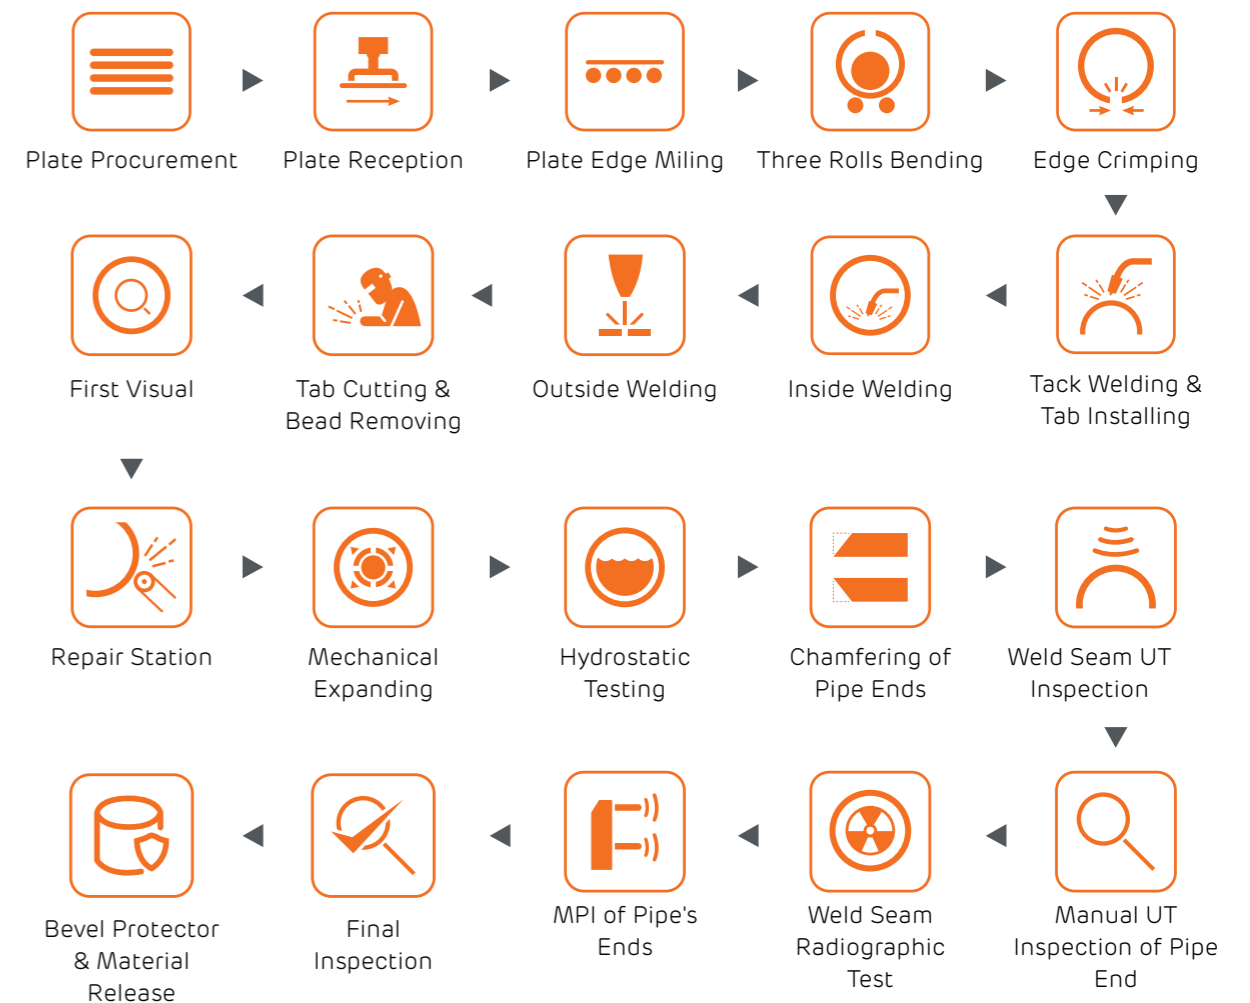 Plate Procurement
Plate Reception
Plate Edge Miling
Three Rolls Bending
Edge Crimping
Tack Welding &
Tab Installing
Inside Welding
Outside Welding
Tab Cutting &
Bead Removing
First Visual
Repair Station
Mechanical
Expanding
Hydrostatic
Testing
Chamfering of
Pipe Ends
Weld Seam UT
Inspection
Manual UT
Inspection of Pipe
End
Weld Seam
Radiographic
Test
MPI of Pipe's
Ends
Final
Inspection
Bevel Protector
& Material
Release